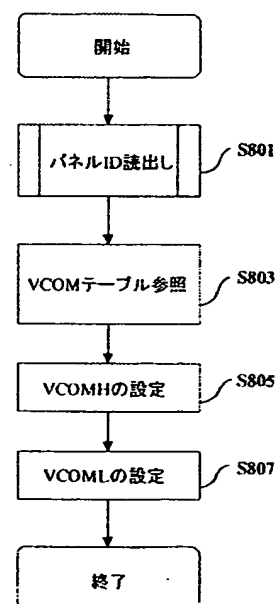 開始
パネルID読出し
S801
VCOMテーブル参照
S803
VCOMHの設定
S805
VCOMLの設定
S807
終了